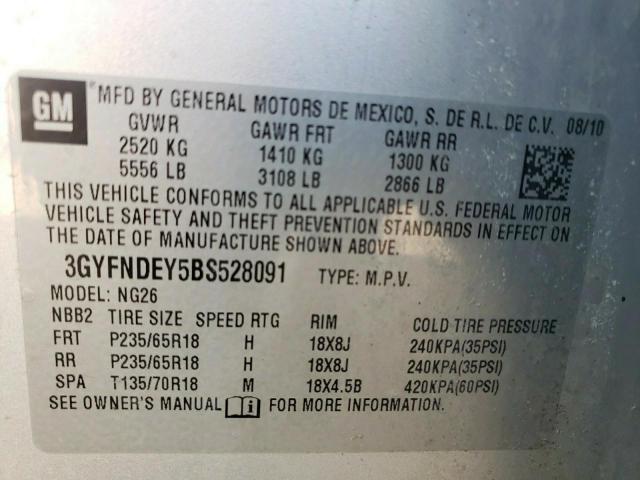 GM
MFD BY GENERAL MOTORS DE MEXICO, S. DE R.L. DE C.V. 08/10
GVWR GAWR FRT GAWR RR
2520 KG 1410 KG 1300 KG
5556 LB 3108 LB 2866 LB
THIS VEHICLE CONFORMS TO ALL APPLICABLE U.S. FEDERAL MOTOR
VEHICLE SAFETY AND THEFT PREVENTION STANDARDS IN EFFECT ON
THE DATE OF MANUFACTURE SHOWN ABOVE.
3GYFNDEY5BS528091 TYPE: M.P.V.
MODEL: NG26
NBB2 TIRE SIZE SPEED RTG RIM COLD TIRE PRESSURE
FRT P235/65R18 H 18X8J 240KPA(35PSI)
RR P235/65R18 H 18X8J 240KPA(35PSI)
SPA T135/70R18 M 18X4.5B 420KPA(60PSI)
SEE OWNER'S MANUAL i FOR MORE INFORMATION.